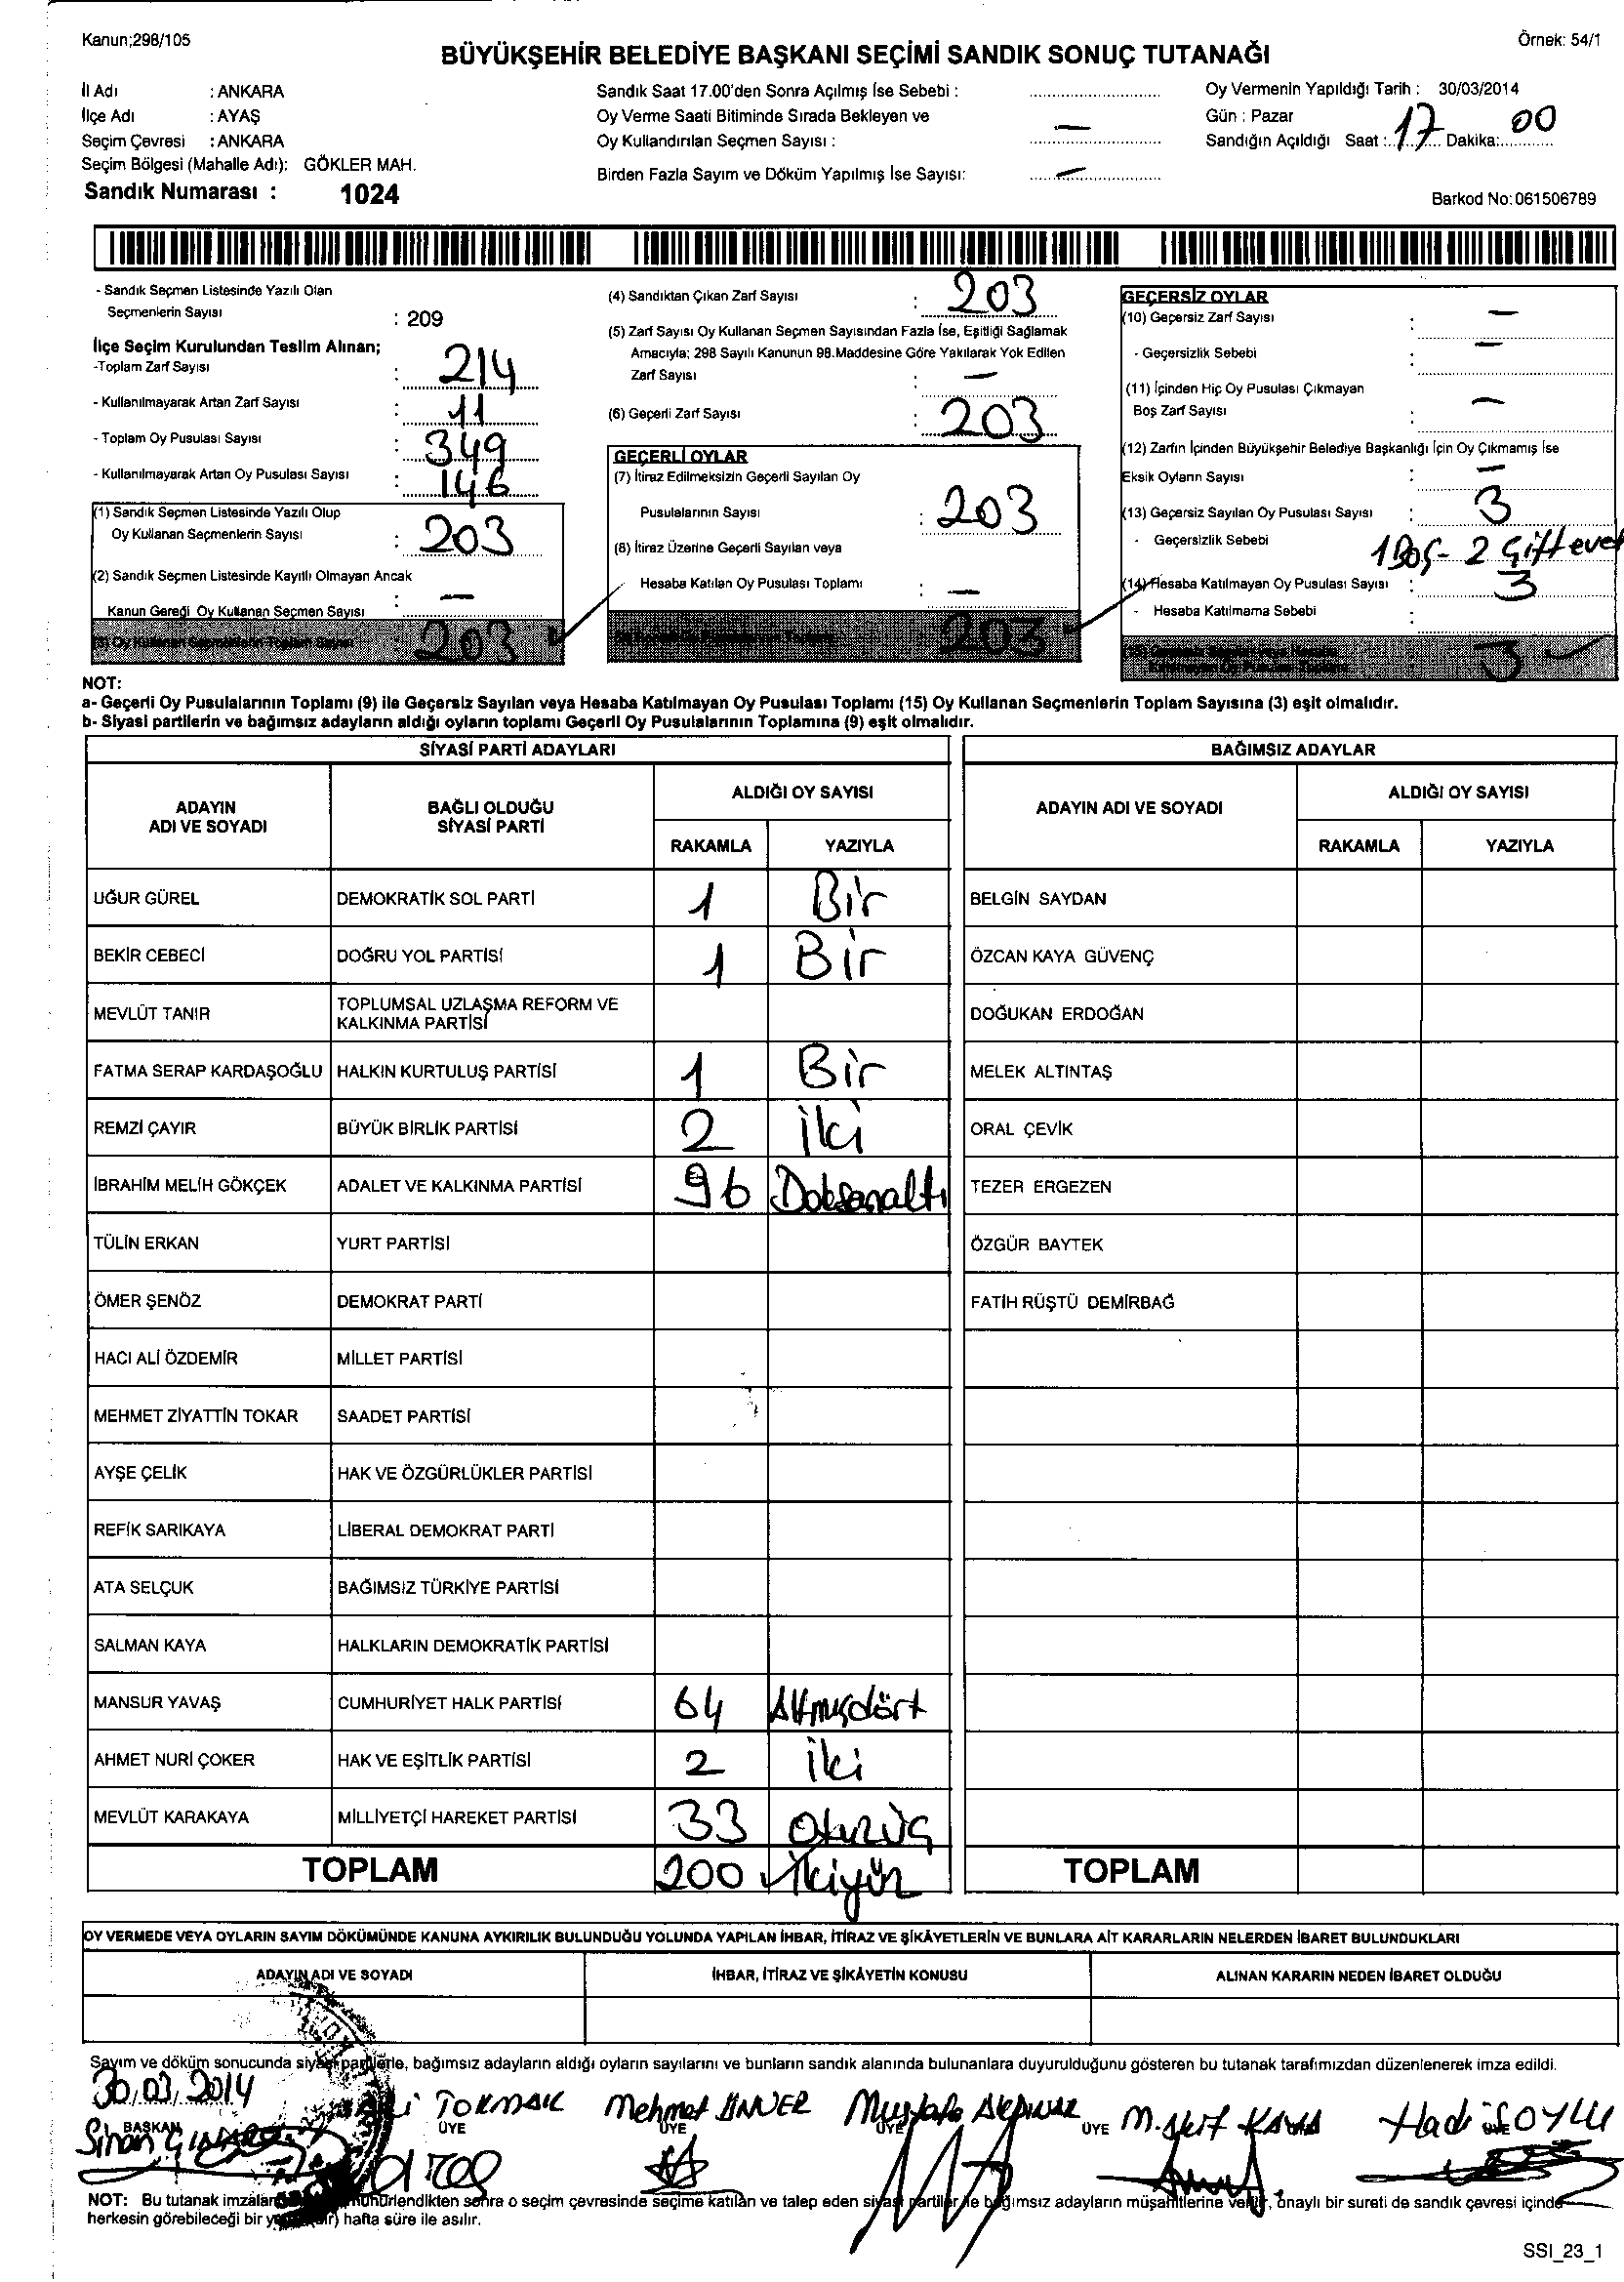 Kanun;298/105
Örnek: 54/1
BÜYÜKŞEHİR BELEDİYE BAŞKANI SEÇİMİ SANDIK SONUÇ TUTANAĞI
İl Adı : ANKARA
İlçe Adı : AYAŞ
Seçim Çevresi : ANKARA
Seçim Bölgesi (Mahalle Adı): GÖKLER MAH.
Sandık Numarası : 1024
Sandık Saat 17.00'den Sonra Açılmış İse Sebebi :
Oy Verme Saati Bitiminde Sırada Bekleyen ve
Oy Kullandırılan Seçmen Sayısı : —
Birden Fazla Sayım ve Döküm Yapılmış İse Sayısı: —
Oy Vermenin Yapıldığı Tarih : 30/03/2014
Gün : Pazar
Sandığın Açıldığı Saat : 17 Dakika: 00
Barkod No:061506789
- Sandık Seçmen Listesinde Yazılı Olan
Seçmenlerin Sayısı : 209
İlçe Seçim Kurulundan Teslim Alınan;
-Toplam Zarf Sayısı : 214
- Kullanılmayarak Artan Zarf Sayısı : 11
- Toplam Oy Pusulası Sayısı : 349
- Kullanılmayarak Artan Oy Pusulası Sayısı : 146
(1) Sandık Seçmen Listesinde Yazılı Olup
Oy Kullanan Seçmenlerin Sayısı : 203
(2) Sandık Seçmen Listesinde Kayıtlı Olmayan Ancak
Kanun Gereği Oy Kullanan Seçmen Sayısı : —
(3) Oy Kullanan Seçmenlerin Toplam Sayısı : 203
(4) Sandıktan Çıkan Zarf Sayısı : 203
(5) Zarf Sayısı Oy Kullanan Seçmen Sayısından Fazla İse, Eşitliği Sağlamak
Amacıyla; 298 Sayılı Kanunun 98.Maddesine Göre Yakılarak Yok Edilen
Zarf Sayısı : —
(6) Geçerli Zarf Sayısı : 203
GEÇERLİ OYLAR
(7) İtiraz Edilmeksizin Geçerli Sayılan Oy
Pusulalarının Sayısı : 203
(8) İtiraz Üzerine Geçerli Sayılan veya
Hesaba Katılan Oy Pusulası Toplamı : —
203
GEÇERSİZ OYLAR
(10) Geçersiz Zarf Sayısı : —
- Geçersizlik Sebebi : —
(11) İçinden Hiç Oy Pusulası Çıkmayan
Boş Zarf Sayısı : —
(12) Zarfın İçinden Büyükşehir Belediye Başkanlığı İçin Oy Çıkmamış İse
Eksik Oyların Sayısı : —
(13) Geçersiz Sayılan Oy Pusulası Sayısı : 3
- Geçersizlik Sebebi 1 Boş - 2 Çift evet
(14) Hesaba Katılmayan Oy Pusulası Sayısı : 3
- Hesaba Katılmama Sebebi :
3
NOT:
a- Geçerli Oy Pusulalarının Toplamı (9) ile Geçersiz Sayılan veya Hesaba Katılmayan Oy Pusulası Toplamı (15) Oy Kullanan Seçmenlerin Toplam Sayısına (3) eşit olmalıdır.
b- Siyasi partilerin ve bağımsız adayların aldığı oyların toplamı Geçerli Oy Pusulalarının Toplamına (9) eşit olmalıdır.
SİYASİ PARTİ ADAYLARI
ADAYIN ADI VE SOYADI BAĞLI OLDUĞU SİYASİ PARTİ ALDIĞI OY SAYISI
RAKAMLA YAZIYLA
UĞUR GÜREL DEMOKRATİK SOL PARTİ 1 Bir
BEKİR CEBECİ DOĞRU YOL PARTİSİ 1 Bir
MEVLÜT TANIR TOPLUMSAL UZLAŞMA REFORM VE KALKINMA PARTİSİ
FATMA SERAP KARDAŞOĞLU HALKIN KURTULUŞ PARTİSİ 1 Bir
REMZİ ÇAYIR BÜYÜK BİRLİK PARTİSİ 2 iki
İBRAHİM MELİH GÖKÇEK ADALET VE KALKINMA PARTİSİ 96 Doksanaltı
TÜLİN ERKAN YURT PARTİSİ
ÖMER ŞENÖZ DEMOKRAT PARTİ
HACI ALİ ÖZDEMİR MİLLET PARTİSİ
MEHMET ZİYATTİN TOKAR SAADET PARTİSİ
AYŞE ÇELİK HAK VE ÖZGÜRLÜKLER PARTİSİ
REFİK SARIKAYA LİBERAL DEMOKRAT PARTİ
ATA SELÇUK BAĞIMSIZ TÜRKİYE PARTİSİ
SALMAN KAYA HALKLARIN DEMOKRATİK PARTİSİ
MANSUR YAVAŞ CUMHURİYET HALK PARTİSİ 64 Altmışdört
AHMET NURİ ÇOKER HAK VE EŞİTLİK PARTİSİ 2 iki
MEVLÜT KARAKAYA MİLLİYETÇİ HAREKET PARTİSİ 33 Otuzüç
TOPLAM 200 İkiyüz
BAĞIMSIZ ADAYLAR
ADAYIN ADI VE SOYADI ALDIĞI OY SAYISI
RAKAMLA YAZIYLA
BELGİN SAYDAN
ÖZCAN KAYA GÜVENÇ
DOĞUKAN ERDOĞAN
MELEK ALTINTAŞ
ORAL ÇEVİK
TEZER ERGEZEN
ÖZGÜR BAYTEK
FATİH RÜŞTÜ DEMİRBAĞ
TOPLAM
OY VERMEDE VEYA OYLARIN SAYIM DÖKÜMÜNDE KANUNA AYKIRILIK BULUNDUĞU YOLUNDA YAPILAN İHBAR, İTİRAZ VE ŞİKÂYETLERİN VE BUNLARA AİT KARARLARIN NELERDEN İBARET BULUNDUKLARI
ADAYIN ADI VE SOYADI İHBAR, İTİRAZ VE ŞİKÂYETİN KONUSU ALINAN KARARIN NEDEN İBARET OLDUĞU
Sayım ve döküm sonucunda siyasi partilerle, bağımsız adayların aldığı oyların sayılarını ve bunların sandık alanında bulunanlara duyurulduğunu gösteren bu tutanak tarafımızdan düzenlenerek imza edildi.
30,03,2014
TOKMAK Mehmet Mustafa M. Akif KAYA Hadi SOYLU
BAŞKAN ÜYE ÜYE ÜYE ÜYE
Sinan
NOT: Bu tutanak mühürlendikten sonra o seçim çevresinde seçime katılan ve talep eden siyasi partiler ile bağımsız adayların müşahitlerine verilir, onaylı bir sureti de sandık çevresi içinde
herkesin görebileceği bir hafta süre ile asılır.
SSI_23_1